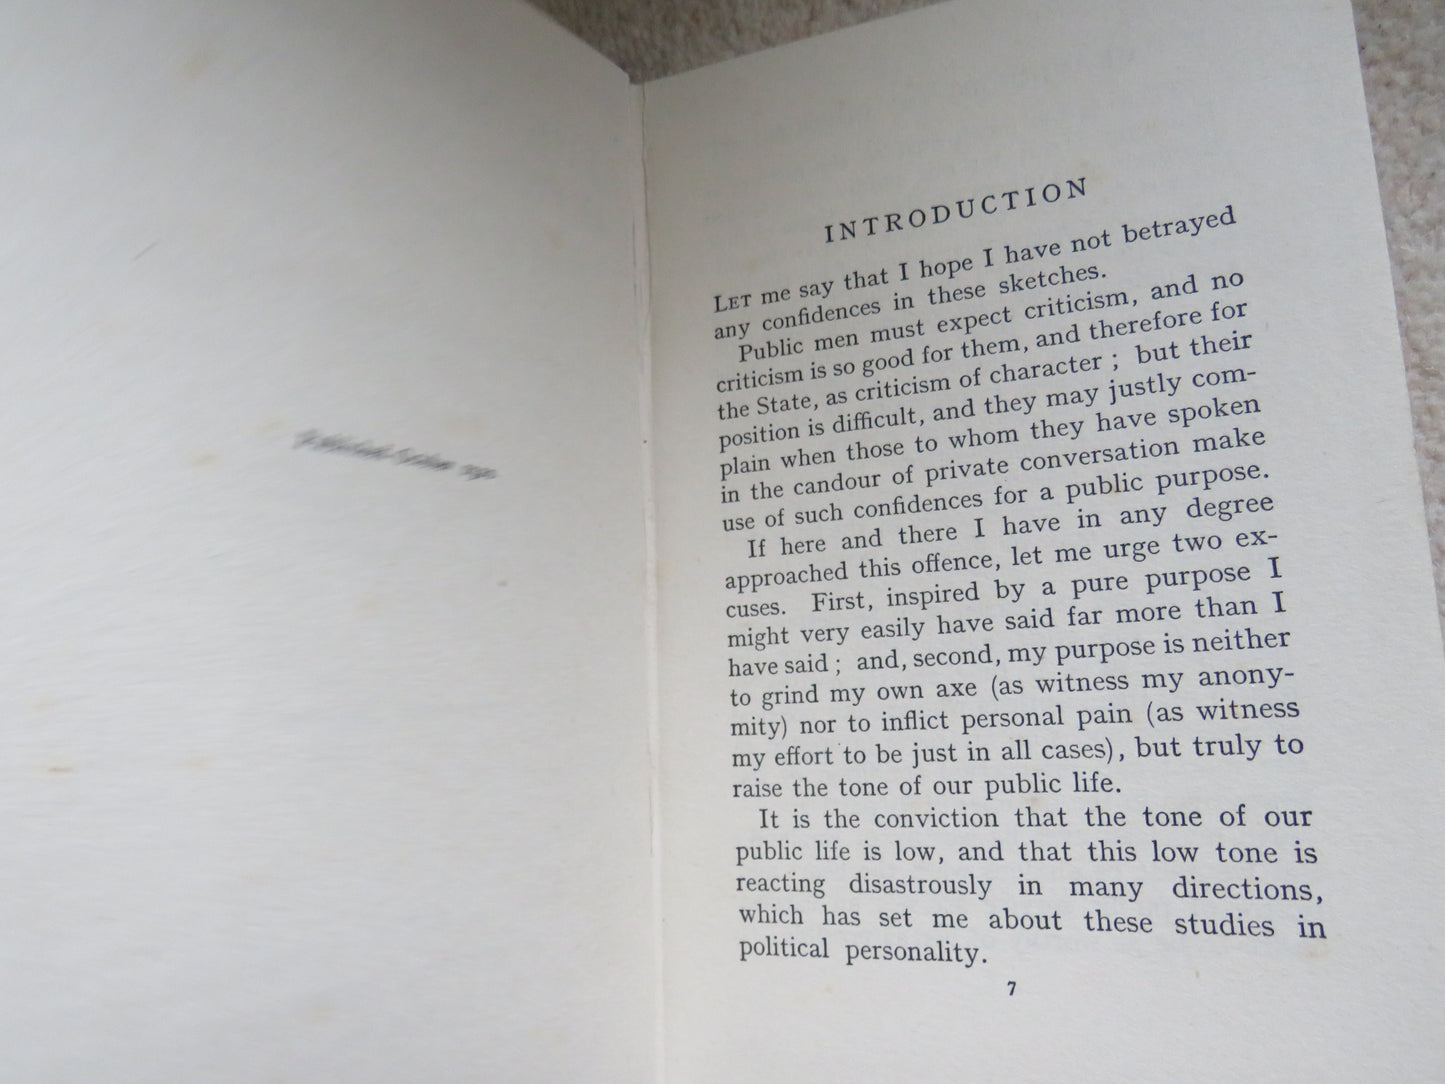 INTRODUCTION
LET me say that I hope I have not betrayed
any confidences in these sketches.
Public men must expect criticism, and no
criticism is so good for them, and therefore for
the State, as criticism of character ; but their
position is difficult, and they may justly com-
plain when those to whom they have spoken
in the candour of private conversation make
use of such confidences for a public purpose.
If here and there I have in any degree
approached this offence, let me urge two ex-
cuses. First, inspired by a pure purpose I
might very easily have said far more than I
have said ; and, second, my purpose is neither
to grind my own axe (as witness my anony-
mity) nor to inflict personal pain (as witness
my effort to be just in all cases), but truly to
raise the tone of our public life.
It is the conviction that the tone of our
public life is low, and that this low tone is
reacting disastrously in many directions,
which has set me about these studies in
political personality.
7